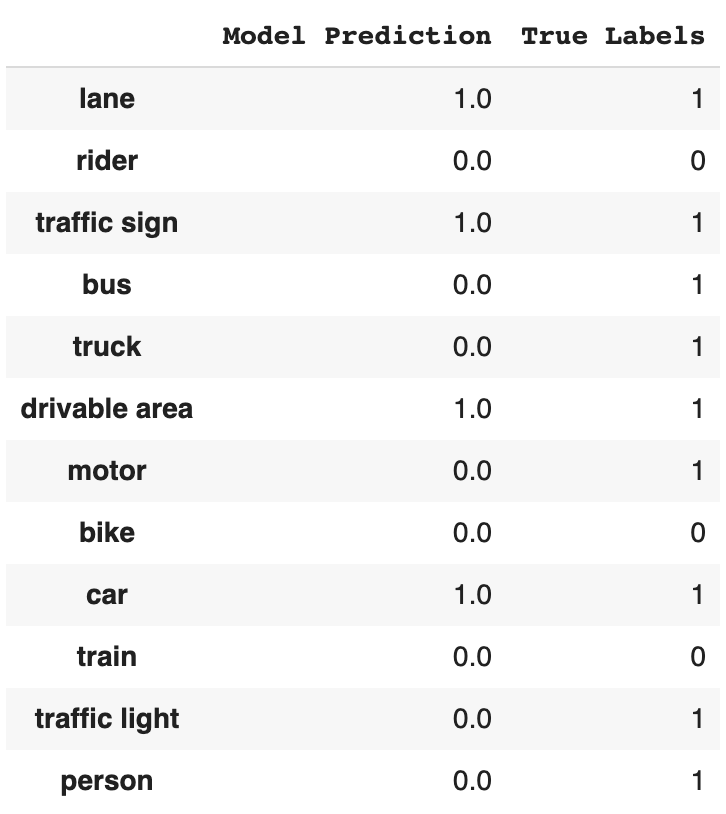 Model Prediction True Labels
lane 1.0 1
rider 0.0 0
traffic sign 1.0 1
bus 0.0 1
truck 0.0 1
drivable area 1.0 1
motor 0.0 1
bike 0.0 0
car 1.0 1
train 0.0 0
traffic light 0.0 1
person 0.0 1